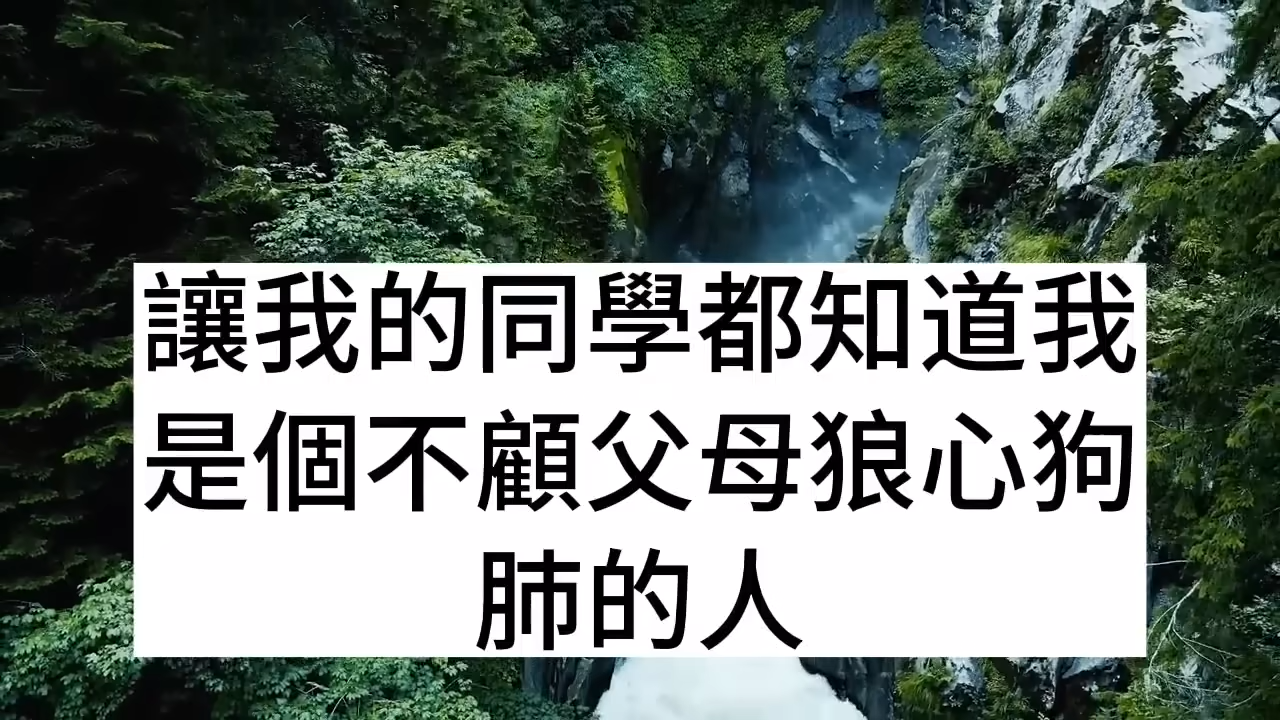 讓我的同學都知道我
是個不顧父母狼心狗
肺的人